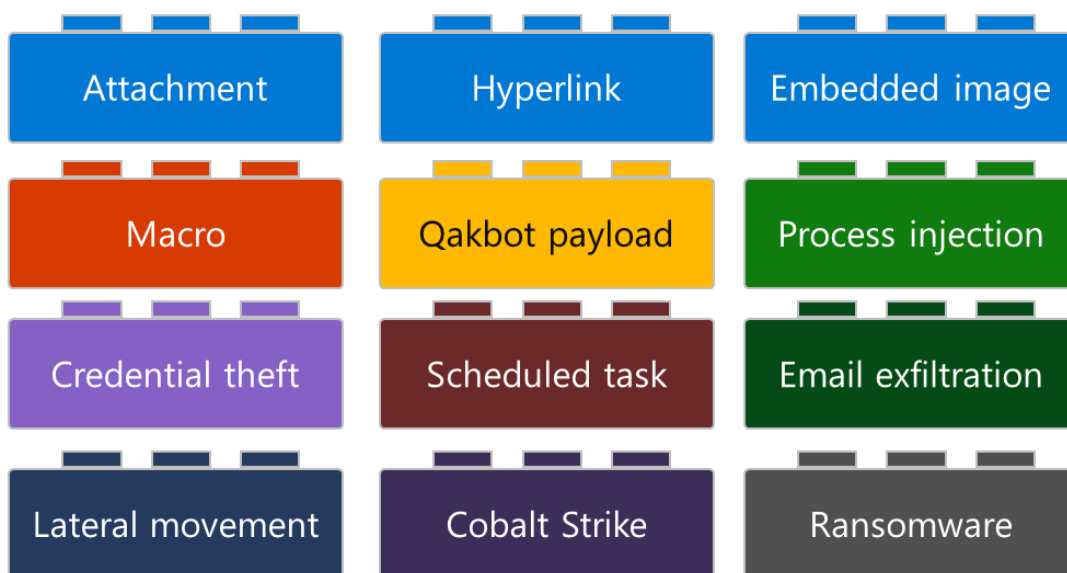 Attachment
Hyperlink
Embedded image
Macro
Qakbot payload
Process injection
Credential theft
Scheduled task
Email exfiltration
Lateral movement
Cobalt Strike
Ransomware